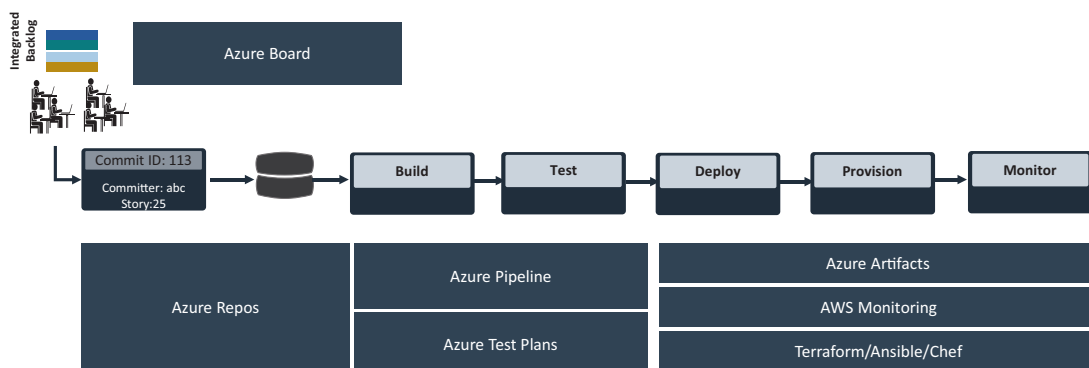 Integrated
Backlog
Azure Board
Commit ID: 113
Committer: abc
Story:25
Build
Test
Deploy
Provision
Monitor
Azure Repos
Azure Pipeline
Azure Test Plans
Azure Artifacts
AWS Monitoring
Terraform/Ansible/Chef